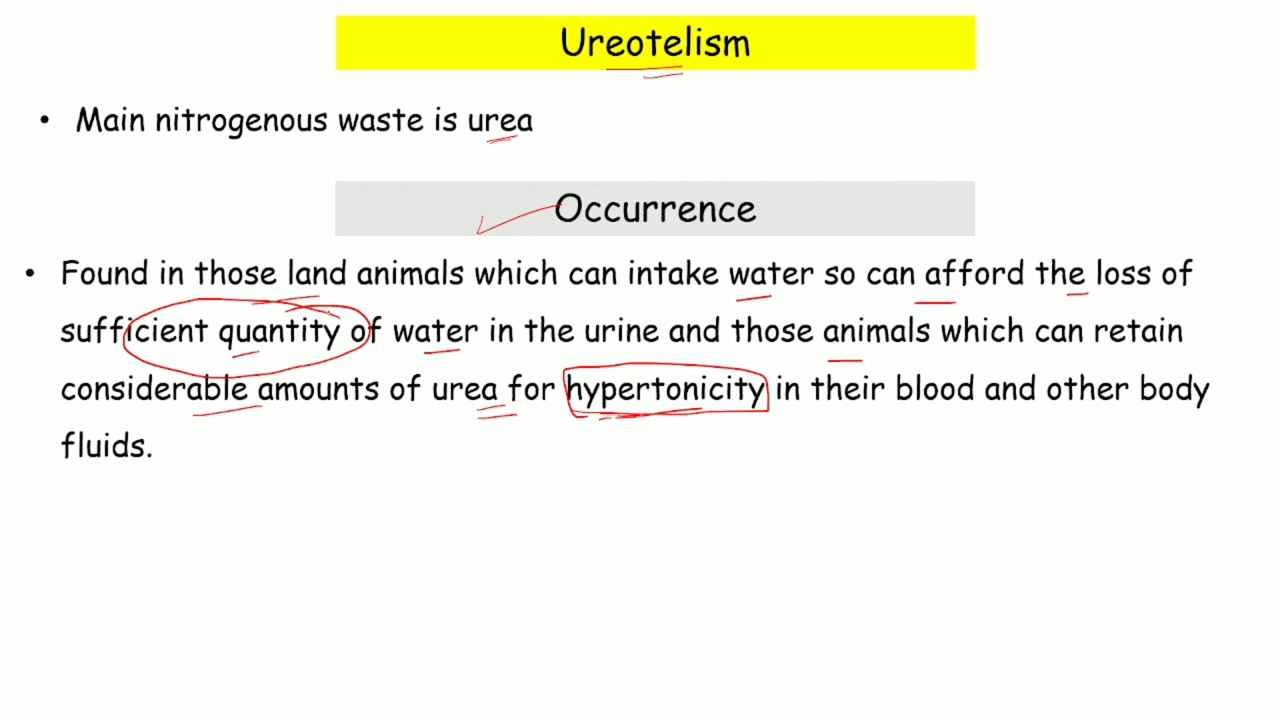 Ureotelism
• Main nitrogenous waste is urea
Occurrence
• Found in those land animals which can intake water so can afford the loss of
sufficient quantity of water in the urine and those animals which can retain
considerable amounts of urea for hypertonicity in their blood and other body
fluids.